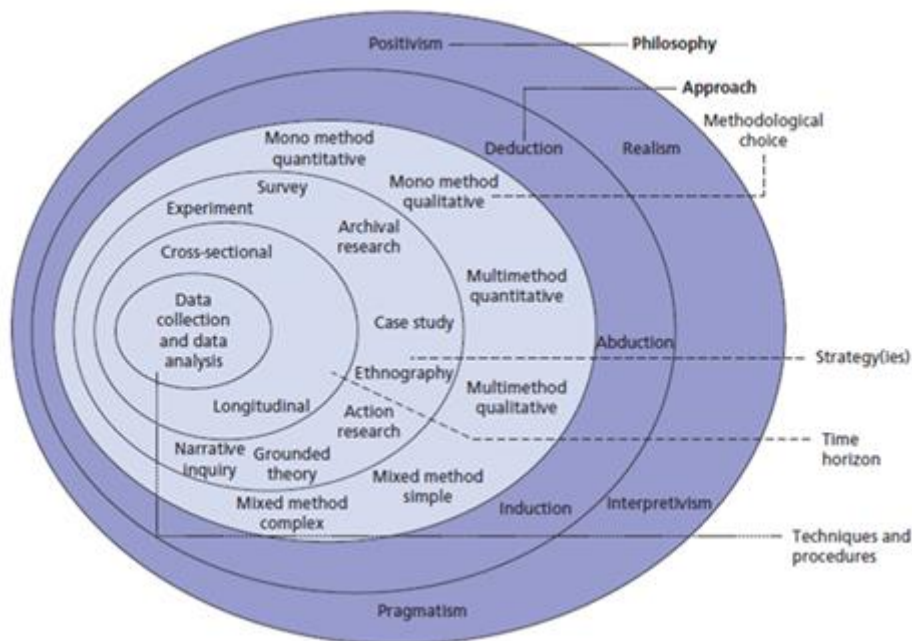 Positivism
Philosophy
Approach
Methodological
choice
Deduction
Realism
Mono method
quantitative
Mono method
qualitative
Survey
Experiment
Archival
research
Cross-sectional
Multimethod
quantitative
Data
collection
and data
analysis
Case study
Abduction
Strategy(ies)
Ethnography
Multimethod
qualitative
Longitudinal
Action
research
Time
horizon
Narrative
inquiry
Grounded
theory
Mixed method
simple
Mixed method
complex
Induction
Interpretivism
Techniques and
procedures
Pragmatism